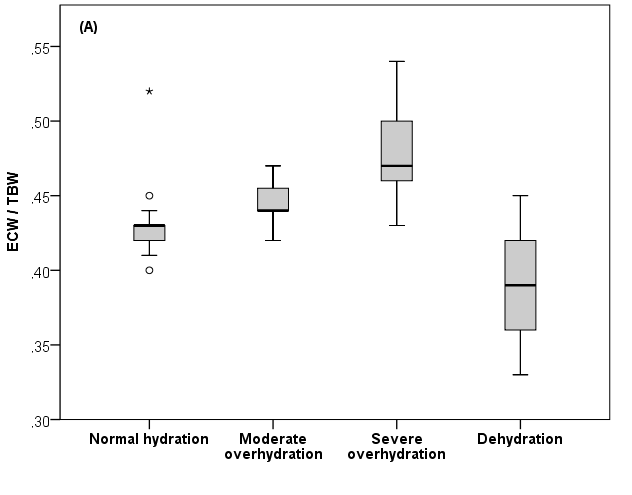 (A)
.55
.50
.45
.40
.35
.30
ECW / TBW
Normal hydration
Moderate
overhydration
Severe
overhydration
Dehydration